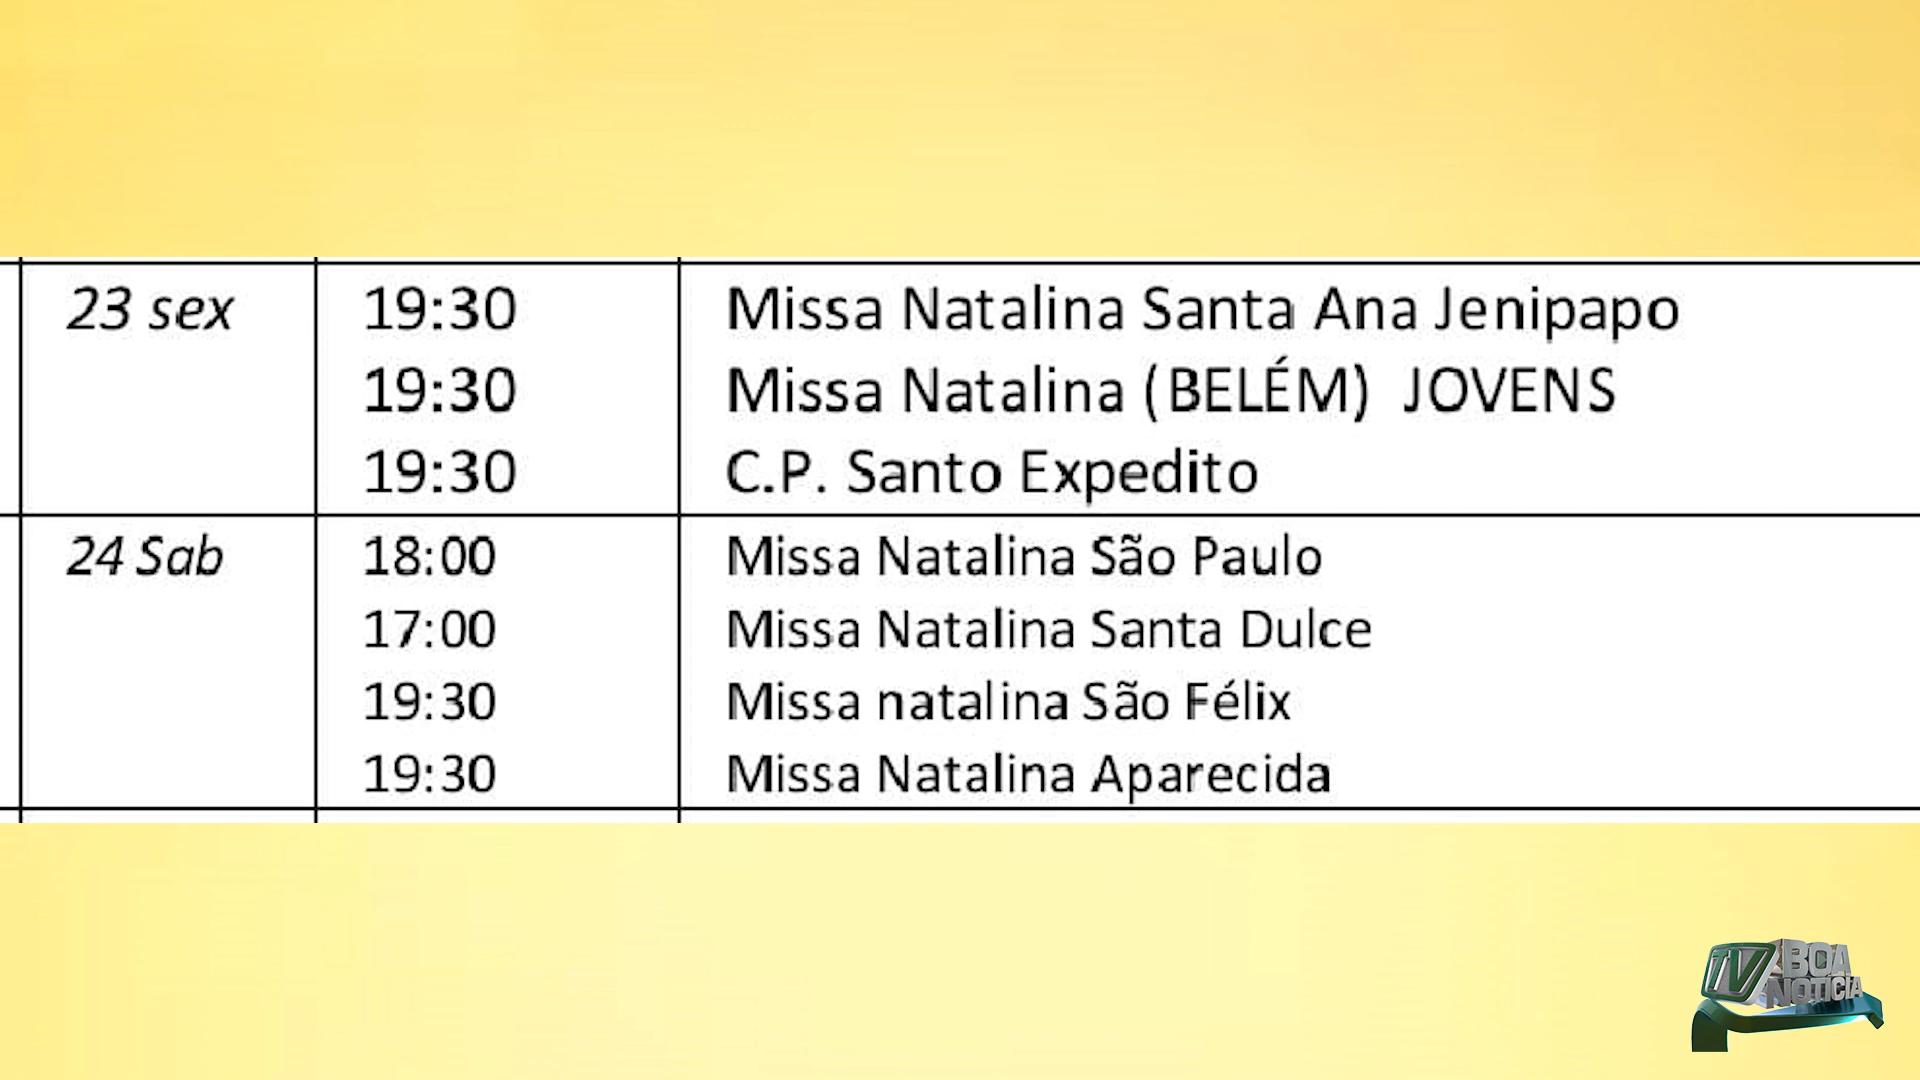 23 sex 19:30 Missa Natalina Santa Ana Jenipapo
19:30 Missa Natalina (BELÉM) JOVENS
19:30 C.P. Santo Expedito
24 Sab 18:00 Missa Natalina São Paulo
17:00 Missa Natalina Santa Dulce
19:30 Missa natalina São Félix
19:30 Missa Natalina Aparecida
TV BOA
NOTÍCIA